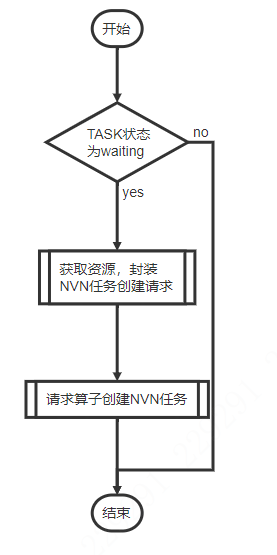 开始
TASK状态
为waiting
no
yes
获取资源，封装
NVN任务创建请求
请求算子创建NVN任务
结束